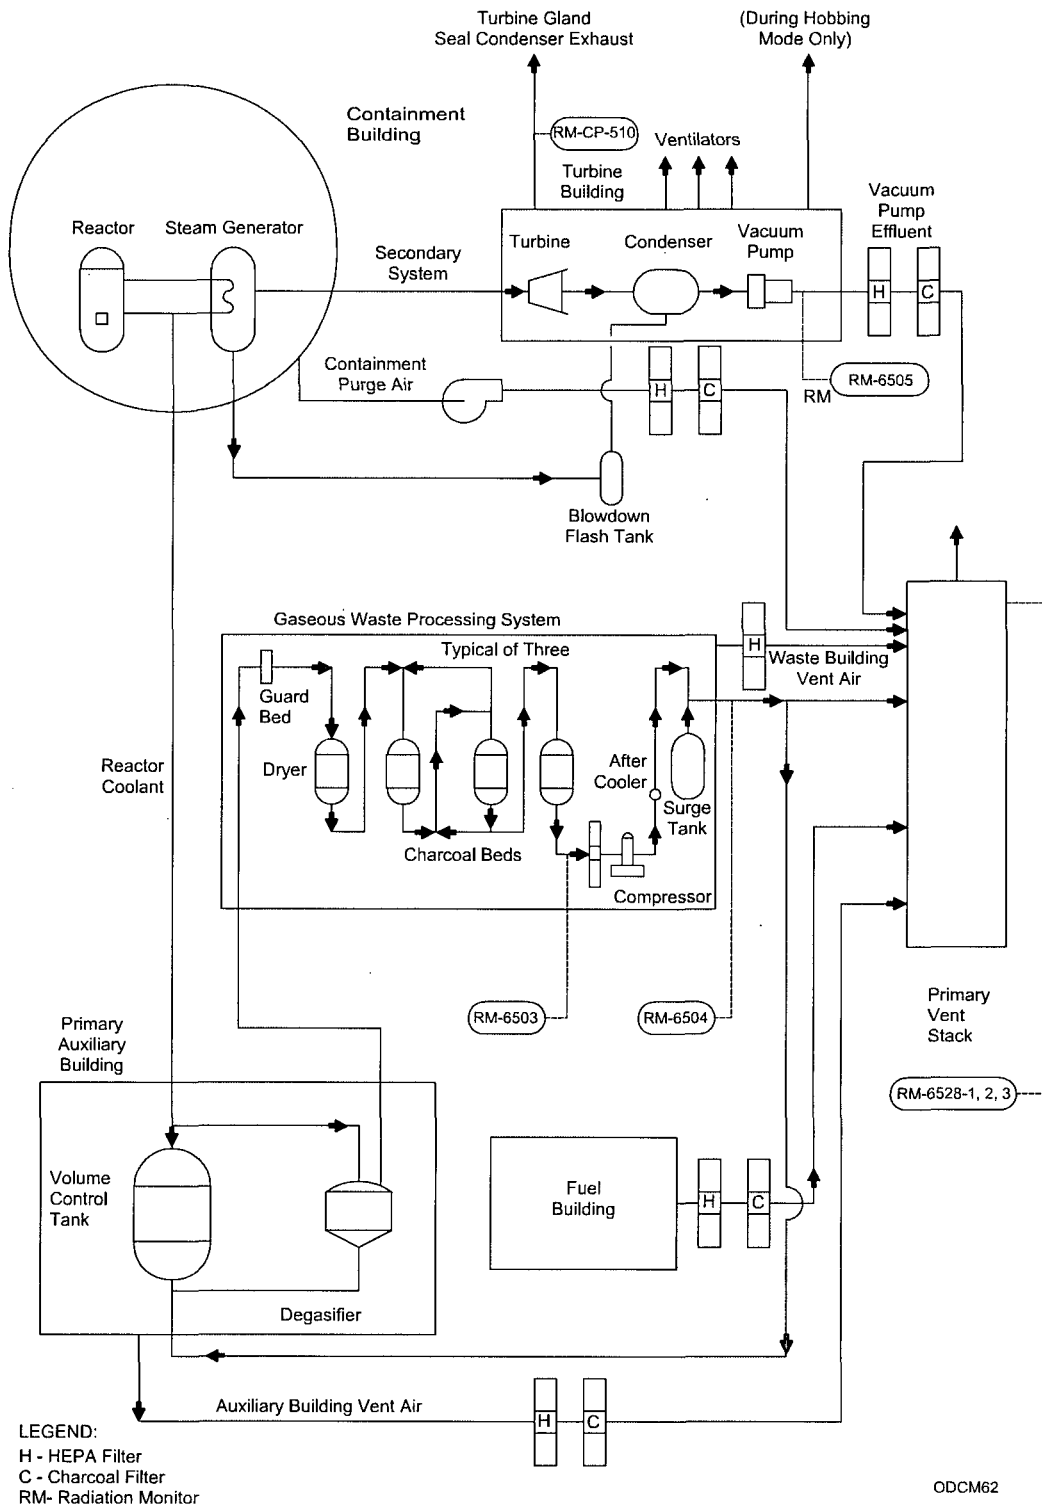 Turbine Gland
Seal Condenser Exhaust
(During Hobbing
Mode Only)
Containment
Building
RM-CP-510
Ventilators
Turbine
Building
Vacuum
Pump
Effluent
Reactor
Steam Generator
Secondary
System
Turbine
Condenser
Vacuum
Pump
H
C
Containment
Purge Air
H
C
RM
RM-6505
Blowdown
Flash Tank
Gaseous Waste Processing System
Typical of Three
H
Waste Building
Vent Air
Guard
Bed
Dryer
After
Cooler
Surge
Tank
Reactor
Coolant
Charcoal Beds
Compressor
RM-6503
RM-6504
Primary
Vent
Stack
Primary
Auxiliary
Building
RM-6528-1, 2, 3
Volume
Control
Tank
Fuel
Building
H
C
Degasifier
Auxiliary Building Vent Air
H
C
LEGEND:
H - HEPA Filter
C - Charcoal Filter
RM- Radiation Monitor
ODCM62